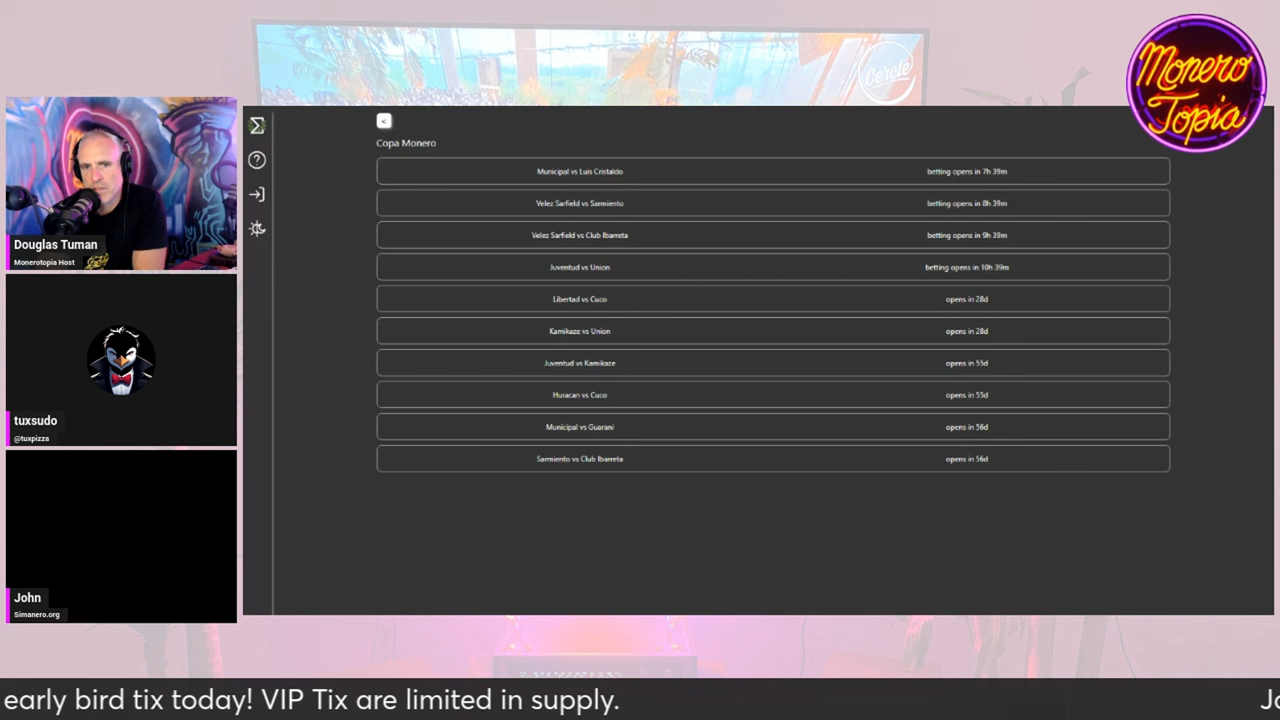 Cercle
Monero
Topia
Douglas Tuman
Monerotopia Host
tuxsudo
@tuxpizza
John
Simanero.org
<
Copa Monero
Municipal vs Luis Cristaldo betting opens in 7h 39m
Velez Sarfield vs Sarmiento betting opens in 8h 39m
Velez Sarfield vs Club Ibarreta betting opens in 9h 39m
Juventud vs Union betting opens in 10h 39m
Libertad vs Cuco opens in 28d
Kamikaze vs Union opens in 28d
Juventud vs Kamikaze opens in 55d
Huracan vs Cuco opens in 55d
Municipal vs Guarani opens in 56d
Sarmiento vs Club Ibarreta opens in 56d
early bird tix today! VIP Tix are limited in supply. Jo